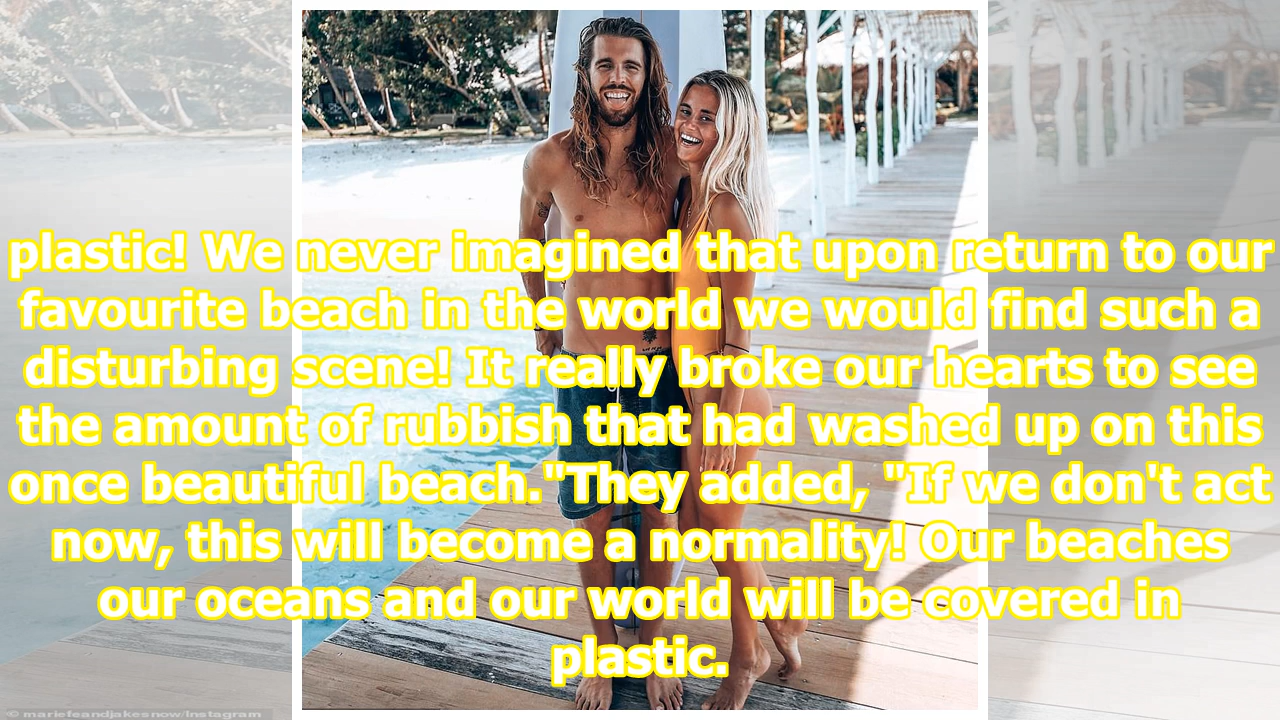 plastic! We never imagined that upon return to our
favourite beach in the world we would find such a
disturbing scene! It really broke our hearts to see
the amount of rubbish that had washed up on this
once beautiful beach."They added, "If we don't act
now, this will become a normality! Our beaches
our oceans and our world will be covered in
plastic.
© mariefeandjakesnow/Instagram